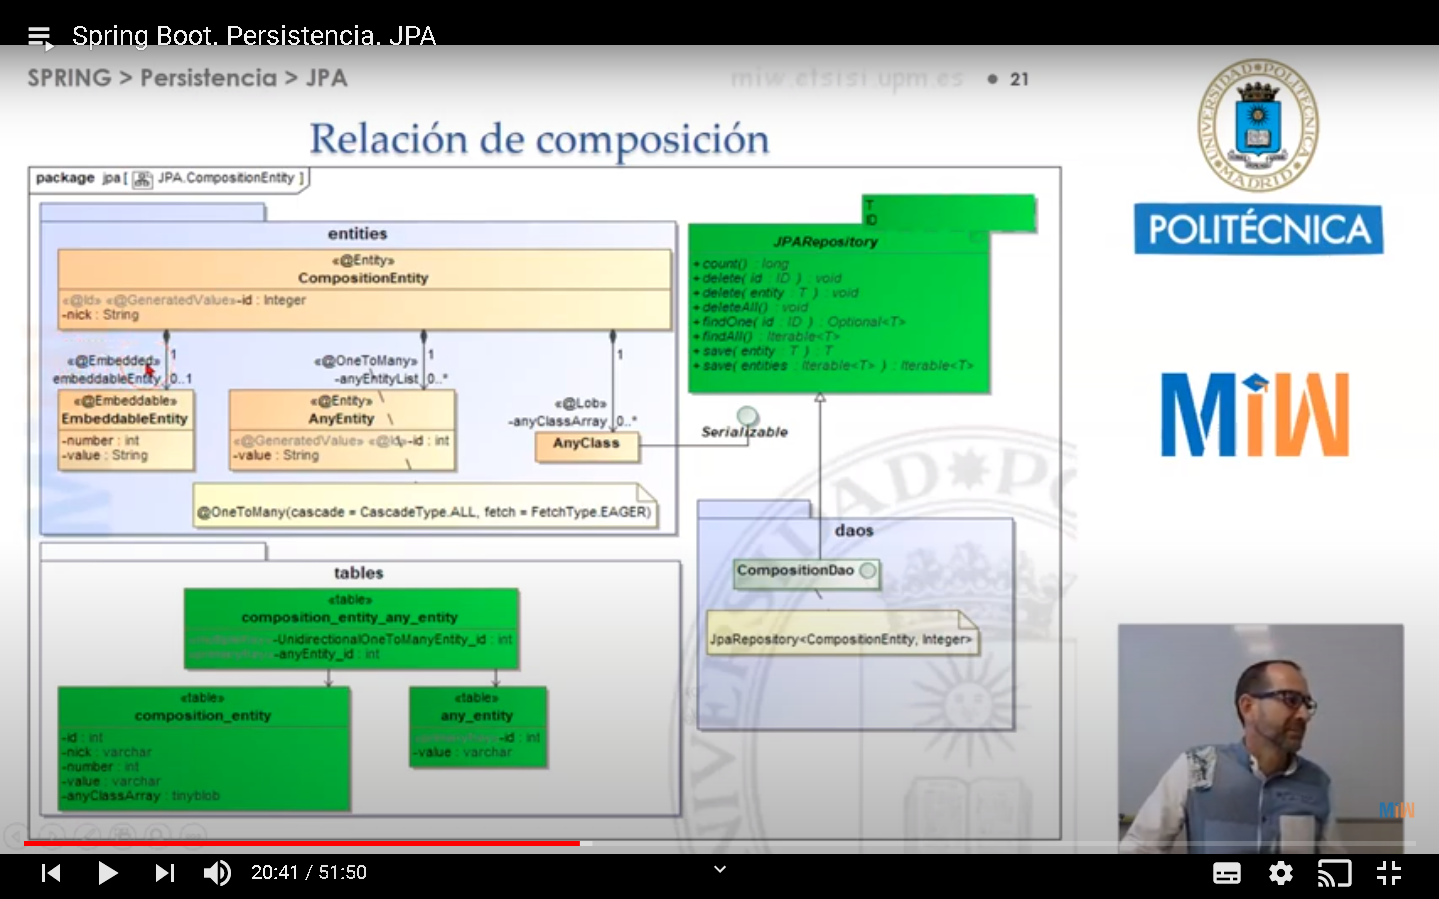 Spring Boot. Persistencia. JPA
SPRING > Persistencia > JPA
miw.etsisi.upm.es ● 21
Relación de composición
package jpa [ JPA.CompositionEntity ]
entities
«@Entity»
CompositionEntity
«@Id» «@GeneratedValue»-id : Integer
-nick : String
«@Embedded»
1
embeddableEntity
0..1
«@Embeddable»
EmbeddableEntity
-number : int
-value : String
«@OneToMany»
1
-anyEntityList
0..*
«@Entity»
AnyEntity
«@GeneratedValue» «@Id»-id : int
-value : String
1
«@Lob»
-anyClassArray
0..*
AnyClass
@OneToMany(cascade = CascadeType.ALL, fetch = FetchType.EAGER)
T
ID
JPARepository
+count() : long
+delete( id : ID ) : void
+delete( entity : T ) : void
+deleteAll() : void
+findOne( id : ID ) : Optional<T>
+findAll() : Iterable<T>
+save( entity : T ) : T
+save( entities : Iterable<T> ) : Iterable<T>
Serializable
daos
CompositionDao
JpaRepository<CompositionEntity, Integer>
tables
«table»
composition_entity_any_entity
-UnidirectionalOneToManyEntity_id : int
-anyEntity_id : int
«table»
composition_entity
-id : int
-nick : varchar
-number : int
-value : varchar
-anyClassArray : tinyblob
«table»
any_entity
-id : int
-value : varchar
UNIVERSIDAD POLITÉCNICA
MADRID
POLITÉCNICA
MiW
MiW
20:41 / 51:50